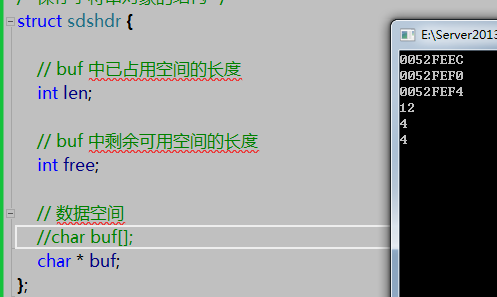 struct sdshdr {
// buf 中已占用空间的长度
int len;
// buf 中剩余可用空间的长度
int free;
// 数据空间
//char buf[];
char * buf;
};
E:\Server2013
0052FEEC
0052FEF0
0052FEF4
12
4
4